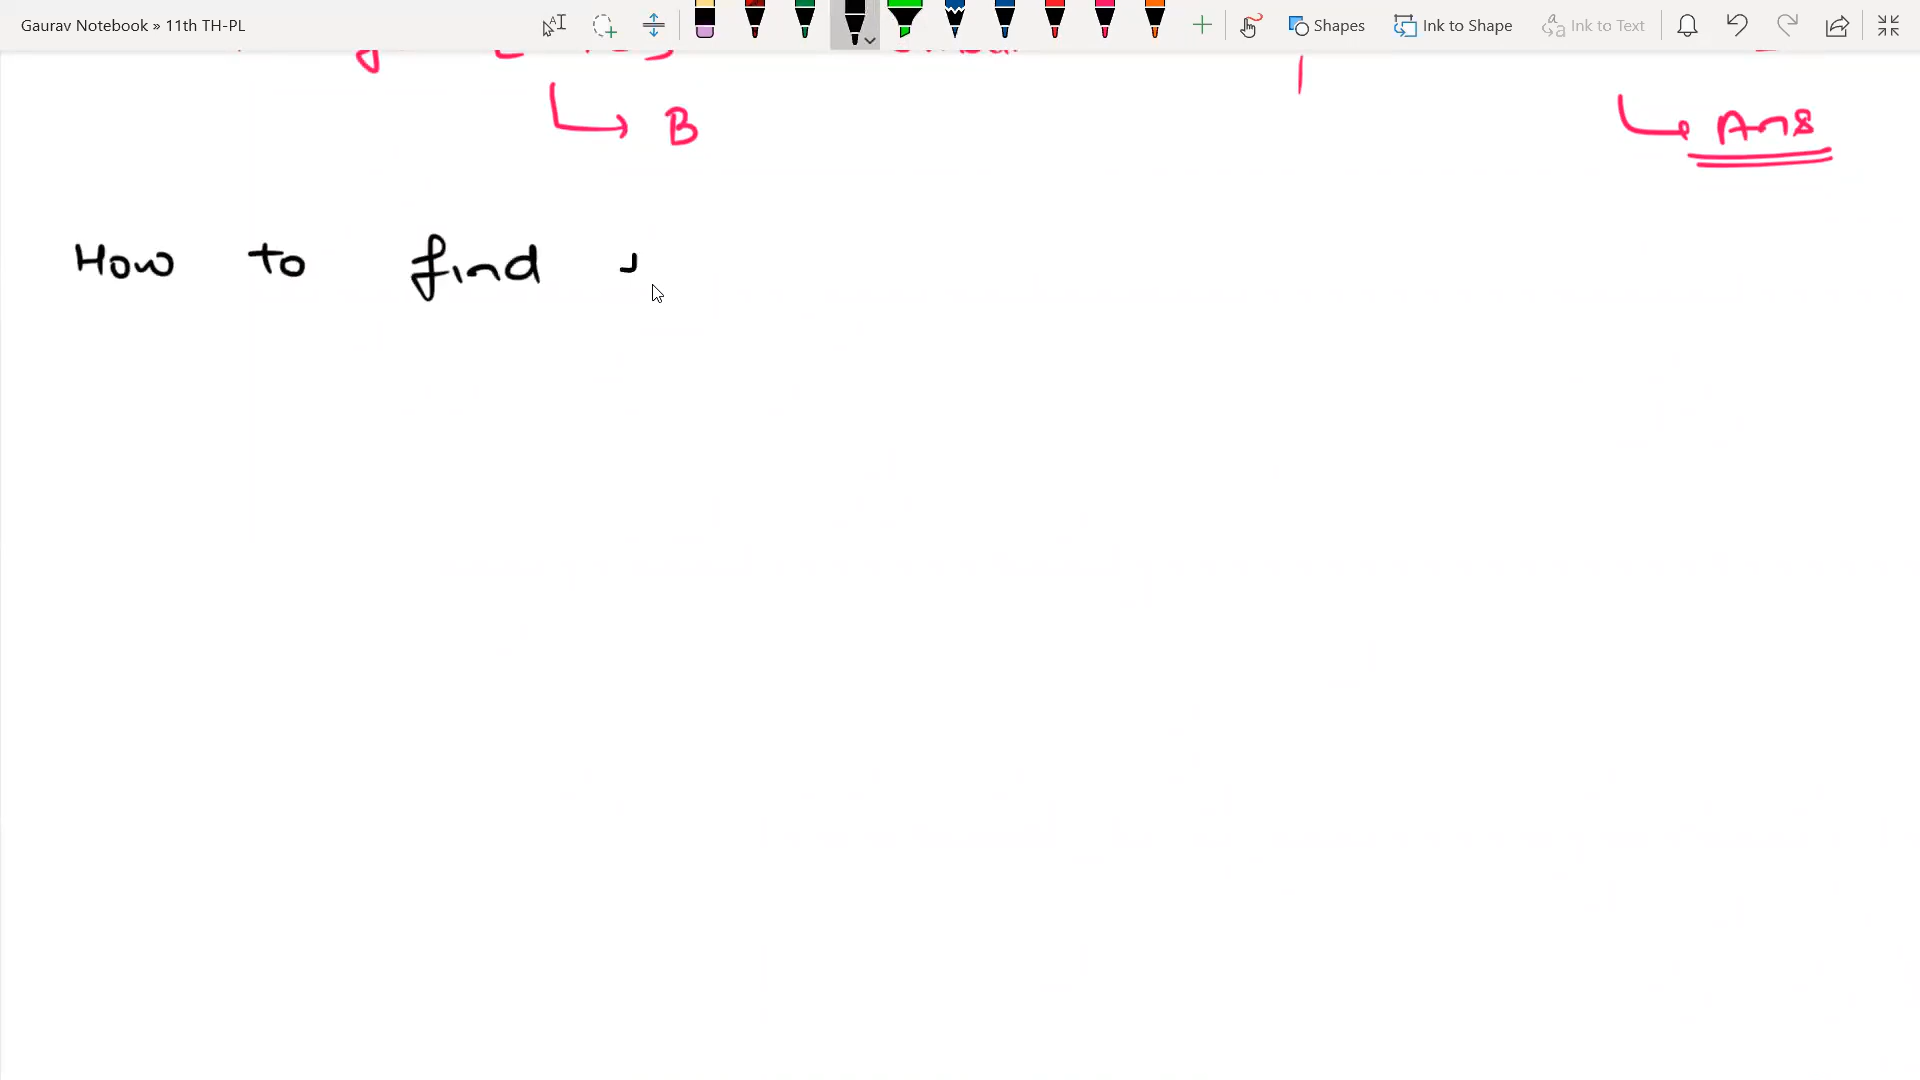 Gaurav Notebook » 11th TH-PL Shapes Ink to Shape Ink to Text
B
Ans
How to find